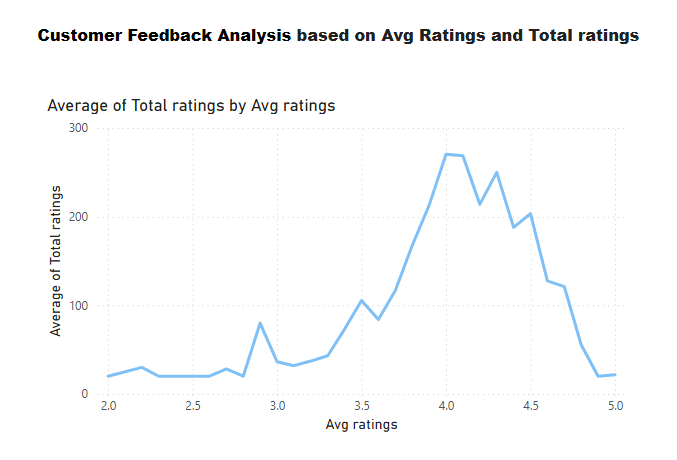 Customer Feedback Analysis based on Avg Ratings and Total ratings
Average of Total ratings by Avg ratings
Average of Total ratings
300
200
100
0
2.0 2.5 3.0 3.5 4.0 4.5 5.0
Avg ratings